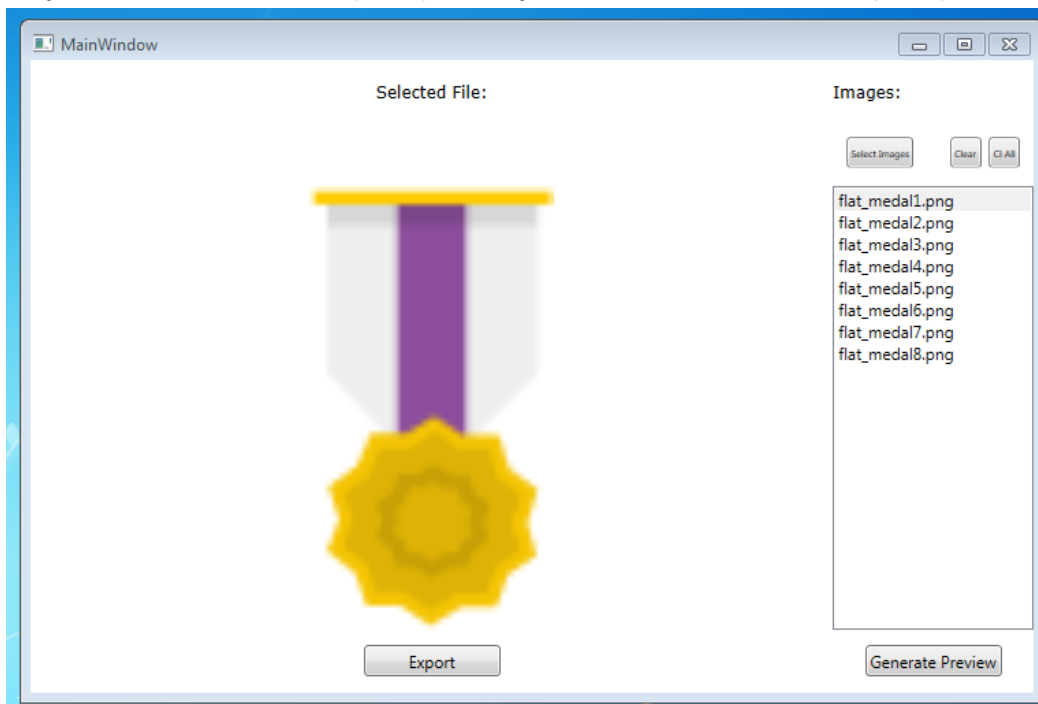 MainWindow
Selected File:
Images:
Select Images
Clear
Cl All
flat_medal1.png
flat_medal2.png
flat_medal3.png
flat_medal4.png
flat_medal5.png
flat_medal6.png
flat_medal7.png
flat_medal8.png
Export
Generate Preview